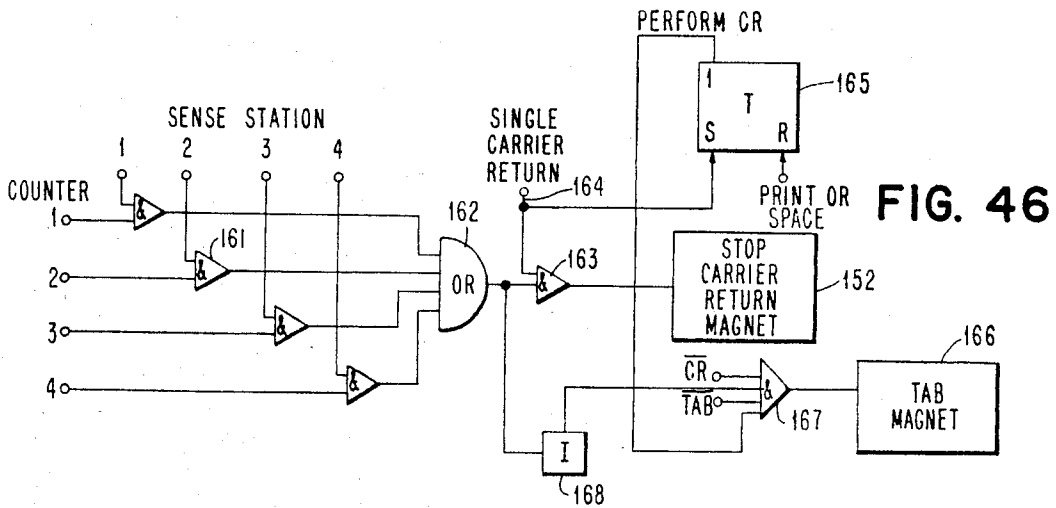 PERFORM CR
1
T
S R
165
SENSE STATION
1 2 3 4
SINGLE
CARRIER
RETURN
164
PRINT OR
SPACE
FIG. 46
COUNTER
1
&
2
&
161
3
&
4
&
162
OR
&
163
STOP
CARRIER
RETURN
MAGNET
152
C̅R̅
T̅A̅B̅
&
167
TAB
MAGNET
166
I
168